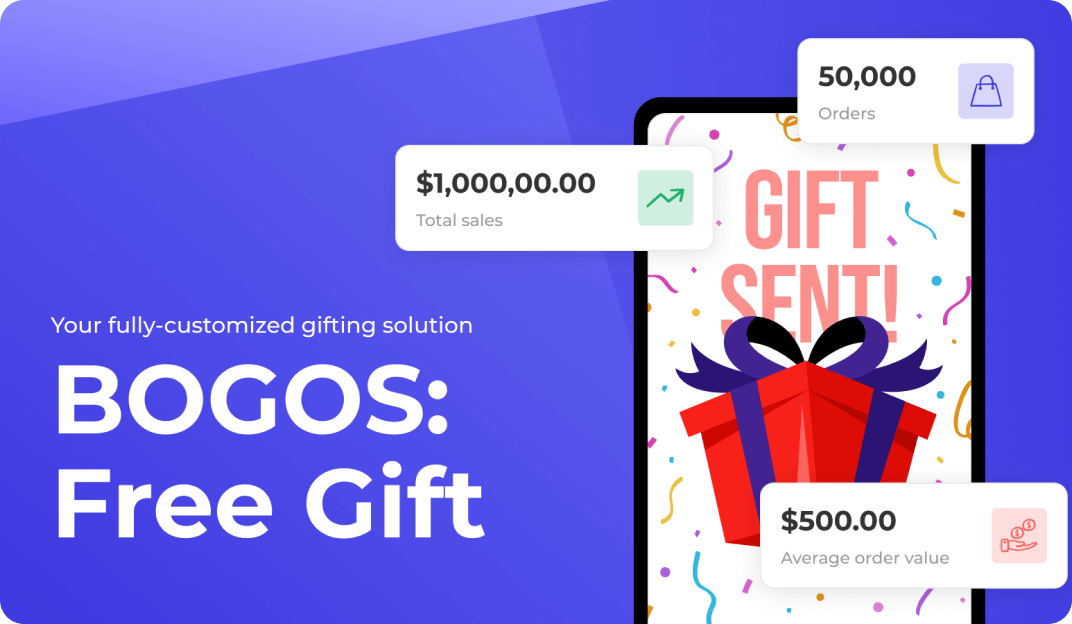 50,000
Orders
$1,000,00.00
Total sales
GIFT
SENT!
Your fully-customized gifting solution
BOGOS:
Free Gift
$500.00
Average order value